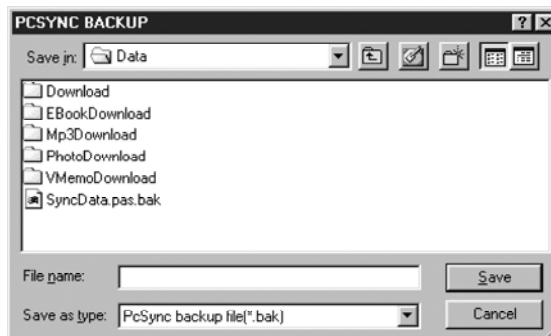 PCSYNC BACKUP
Save in: Data
Download
EBookDownload
Mp3Download
PhotoDownload
VMemoDownload
SyncData.pas.bak
File name:
Save
Save as type: PcSync backup file(*.bak)
Cancel